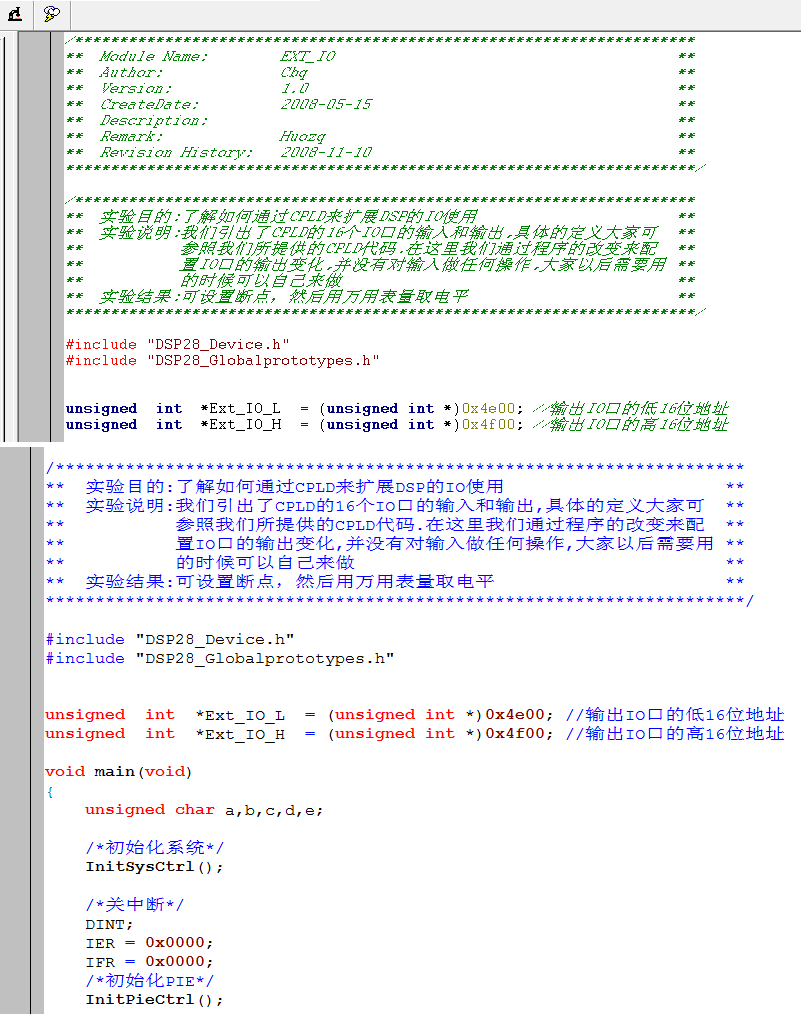 /*********************************************************************
**  Module Name:        EXT_IO                                      **
**  Author:             Cbq                                         **
**  Version:            1.0                                         **
**  CreateDate:         2008-05-15                                  **
**  Description:                                                    **
**  Remark:             Huozq                                       **
**  Revision History:   2008-11-10                                  **
**********************************************************************/
/*********************************************************************
**  实验目的:了解如何通过CPLD来扩展DSP的IO使用                      **
**  实验说明:我们引出了CPLD的16个IO口的输入和输出,具体的定义大家可  **
**           参照我们所提供的CPLD代码.在这里我们通过程序的改变来配  **
**           置IO口的输出变化,并没有对输入做任何操作,大家以后需要用 **
**           的时候可以自己来做                                     **
**  实验结果:可设置断点，然后用万用表量取电平                       **
**********************************************************************/
#include "DSP28_Device.h"
#include "DSP28_Globalprototypes.h"
unsigned  int  *Ext_IO_L  = (unsigned int *)0x4e00; //输出IO口的低16位地址
unsigned  int  *Ext_IO_H  = (unsigned int *)0x4f00; //输出IO口的高16位地址
/*********************************************************************
**  实验目的:了解如何通过CPLD来扩展DSP的IO使用                      **
**  实验说明:我们引出了CPLD的16个IO口的输入和输出,具体的定义大家可  **
**           参照我们所提供的CPLD代码.在这里我们通过程序的改变来配  **
**           置IO口的输出变化,并没有对输入做任何操作,大家以后需要用 **
**           的时候可以自己来做                                     **
**  实验结果:可设置断点，然后用万用表量取电平                       **
**********************************************************************/
#include "DSP28_Device.h"
#include "DSP28_Globalprototypes.h"
unsigned  int  *Ext_IO_L  = (unsigned int *)0x4e00; //输出IO口的低16位地址
unsigned  int  *Ext_IO_H  = (unsigned int *)0x4f00; //输出IO口的高16位地址
void main(void)
{
    unsigned char a,b,c,d,e;
    /*初始化系统*/
    InitSysCtrl();
    /*关中断*/
    DINT;
    IER = 0x0000;
    IFR = 0x0000;
    /*初始化PIE*/
    InitPieCtrl();